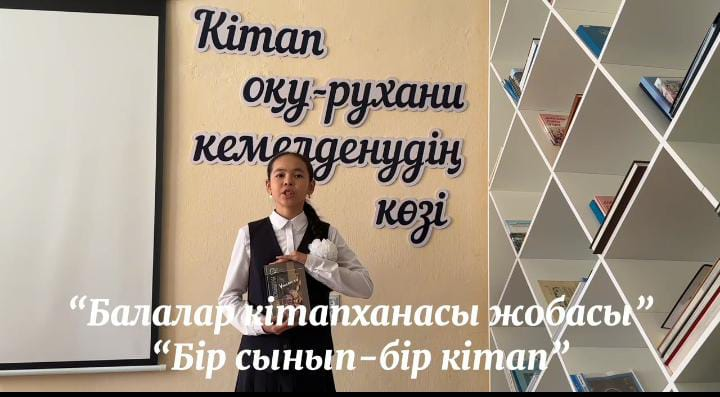 Кітап
оқу-рухани
кемелденудің
көзі
“Балалар кітапханасы жобасы”
“Бір сынып-бір кітап”